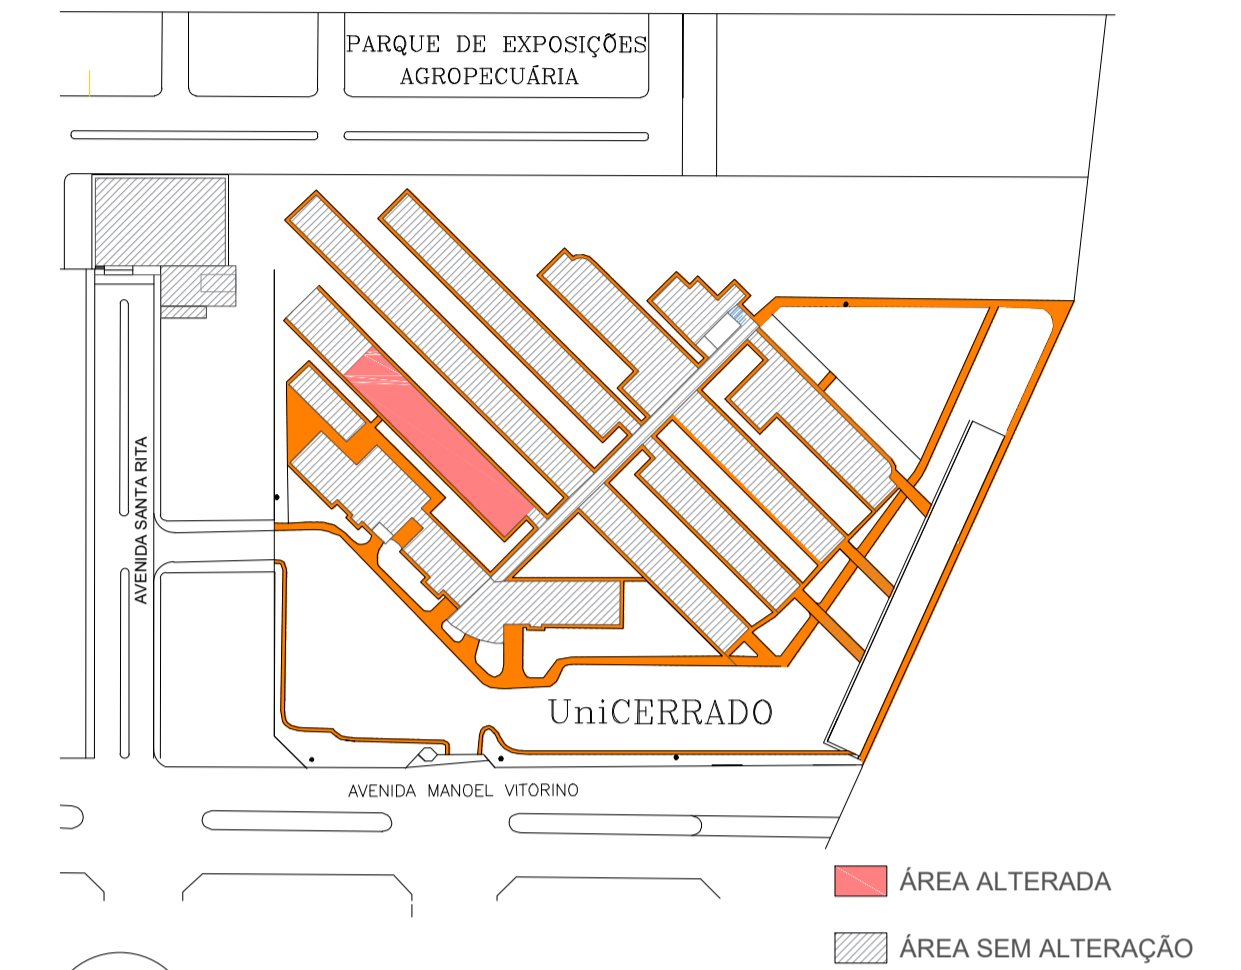 PARQUE DE EXPOSIÇÕES
AGROPECUÁRIA
AVENIDA SANTA RITA
UniCERRADO
AVENIDA MANOEL VITORINO
ÁREA ALTERADA
ÁREA SEM ALTERAÇÃO